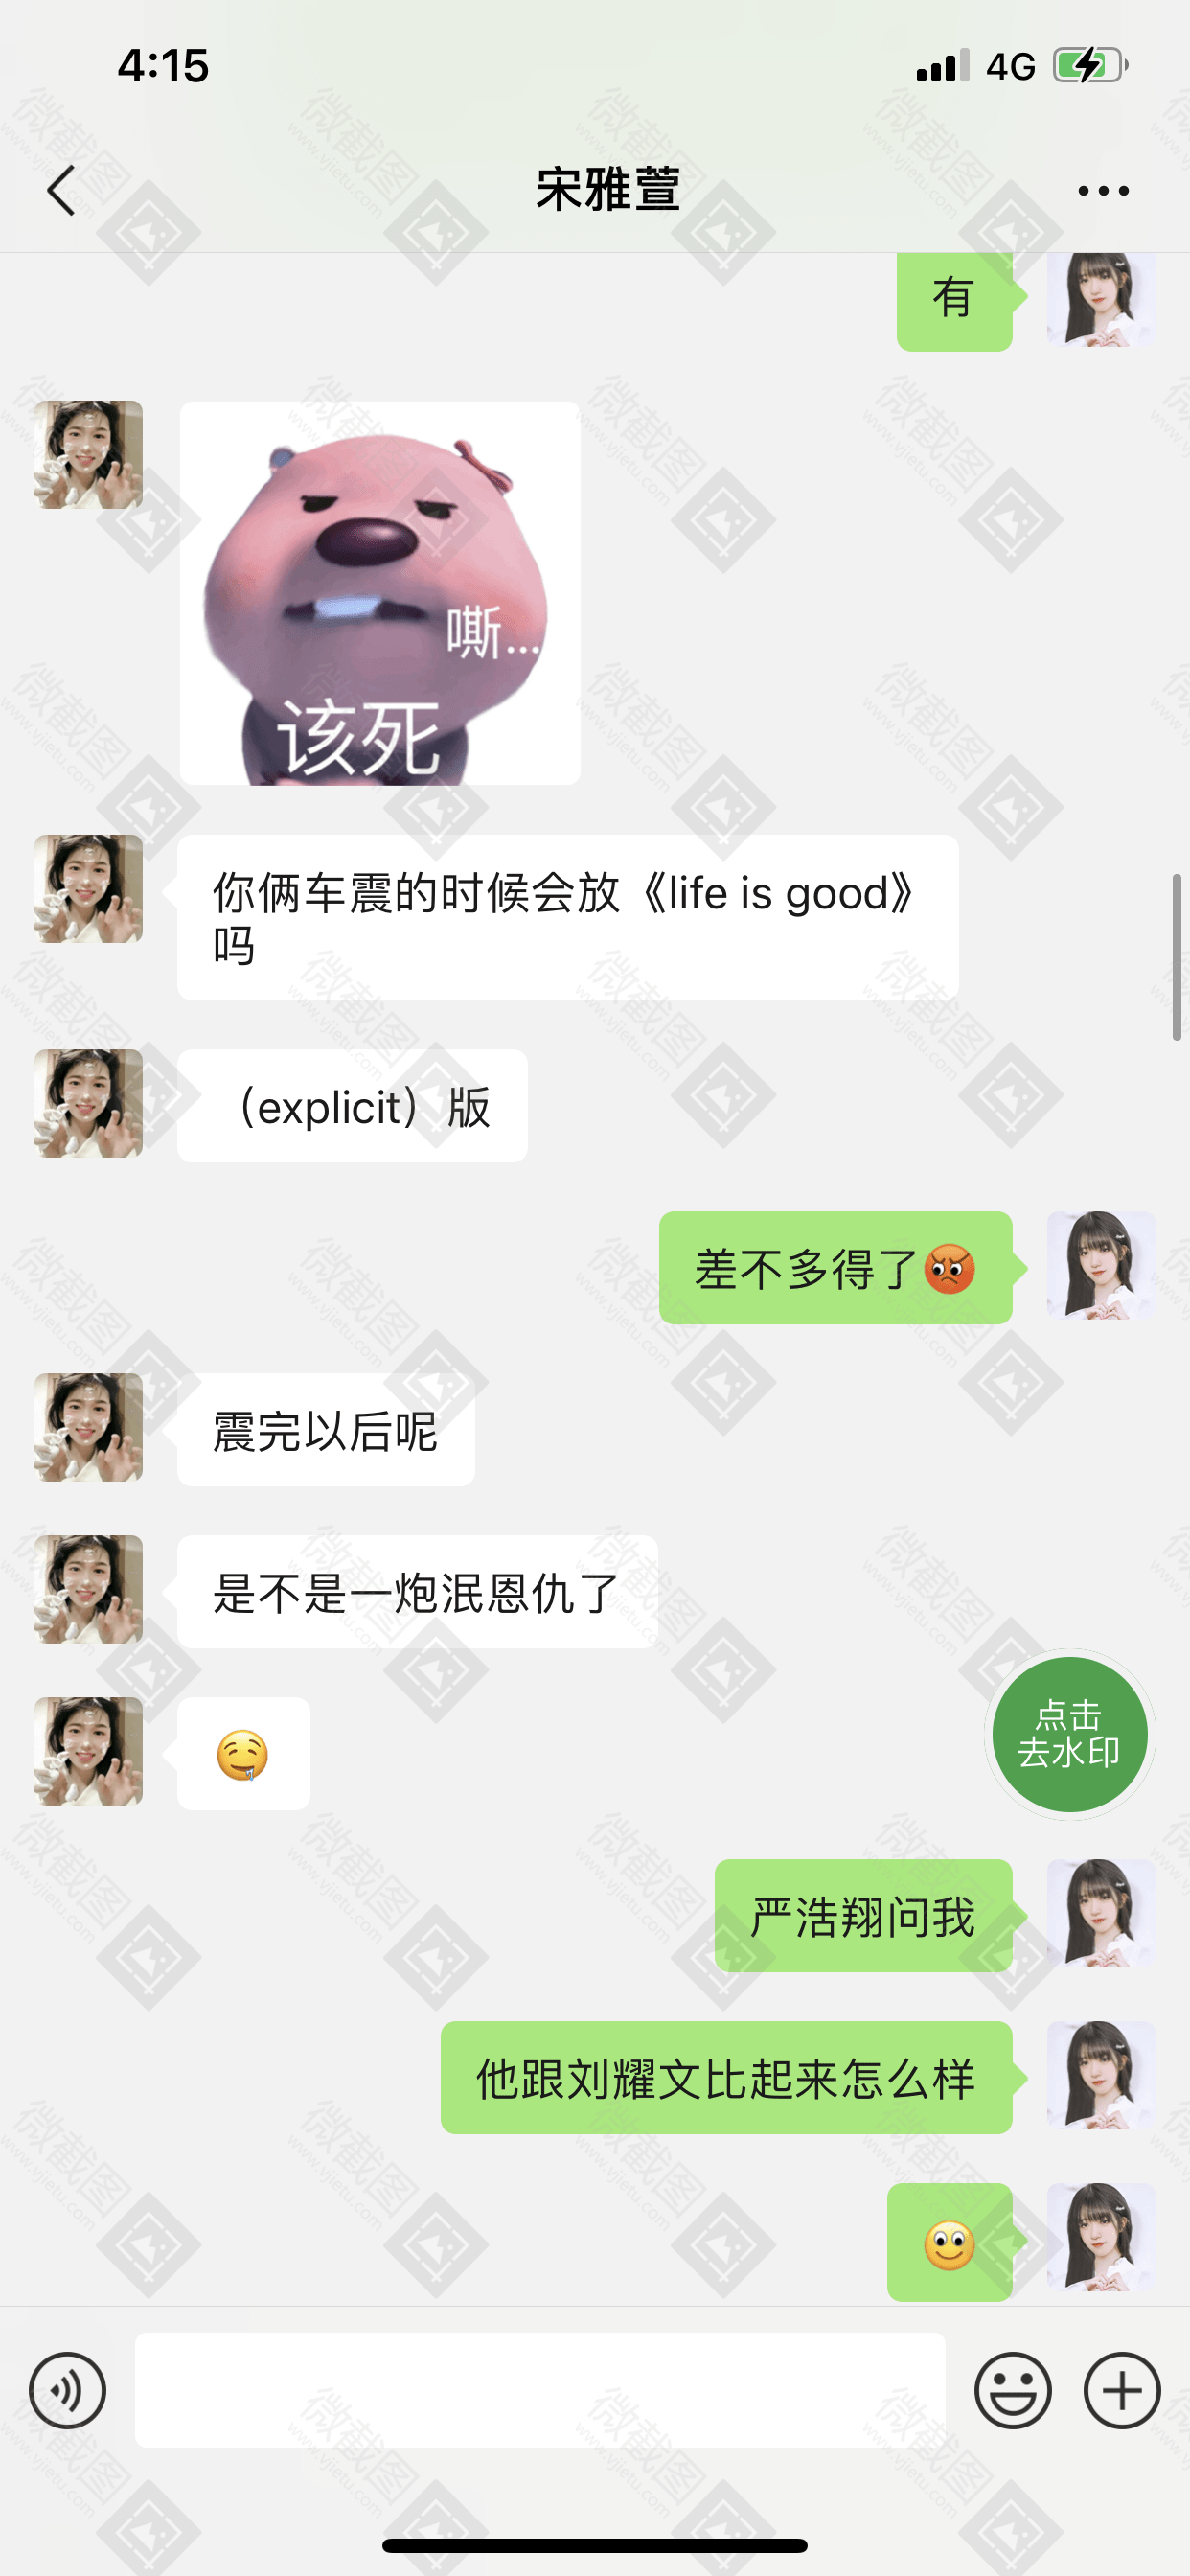 4:15
4G
宋雅萱
有
嘶...
该死
你俩车震的时候会放《life is good》
吗
（explicit）版
差不多得了
震完以后呢
是不是一炮泯恩仇了
点击
去水印
严浩翔问我
他跟刘耀文比起来怎么样
微截图
www.vjietu.com